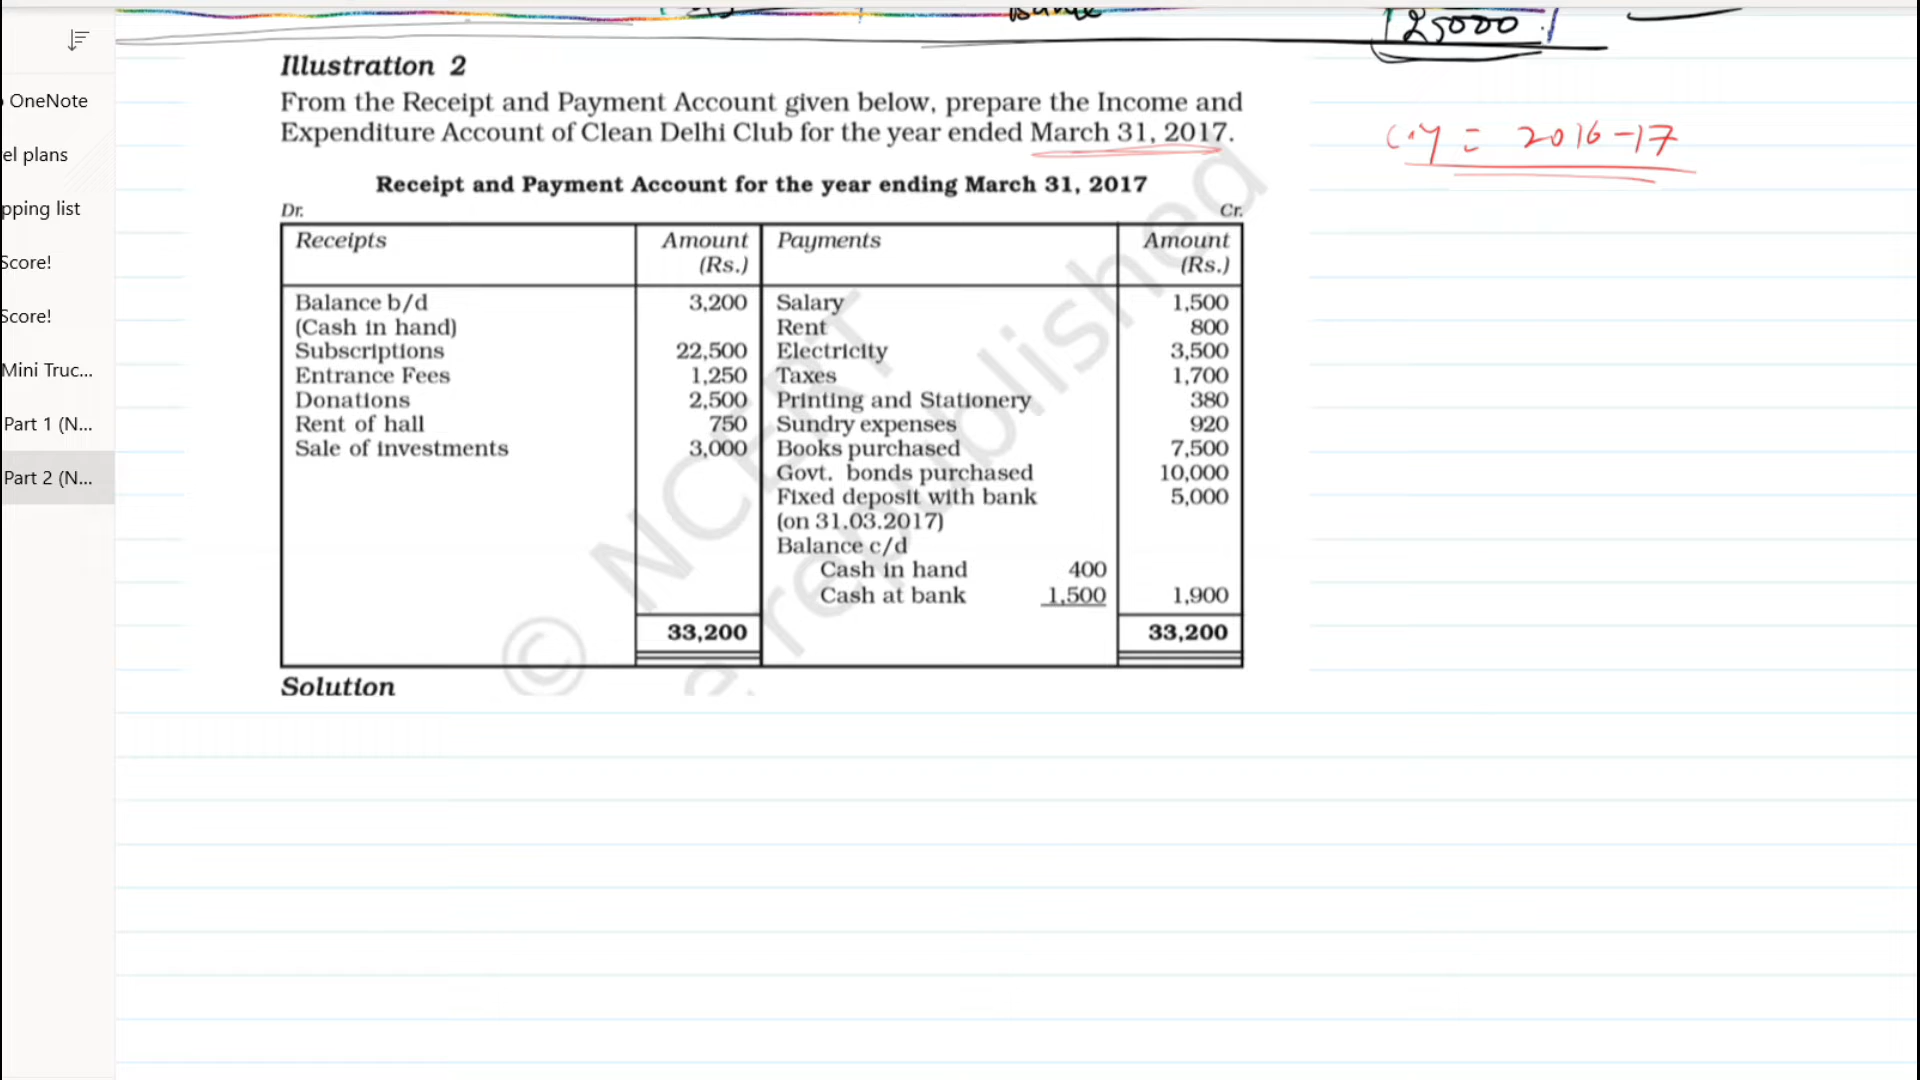 25000
Illustration 2
From the Receipt and Payment Account given below, prepare the Income and
Expenditure Account of Clean Delhi Club for the year ended March 31, 2017.
C.Y = 2016-17
Receipt and Payment Account for the year ending March 31, 2017
Dr. Cr.
Receipts Amount Payments Amount
(Rs.) (Rs.)
Balance b/d 3,200 Salary 1,500
(Cash in hand) Rent 800
Subscriptions 22,500 Electricity 3,500
Entrance Fees 1,250 Taxes 1,700
Donations 2,500 Printing and Stationery 380
Rent of hall 750 Sundry expenses 920
Sale of investments 3,000 Books purchased 7,500
Govt. bonds purchased 10,000
Fixed deposit with bank 5,000
(on 31.03.2017)
Balance c/d
Cash in hand 400
Cash at bank 1,500 1,900
33,200 33,200
Solution
© NCERT
republished
OneNote
el plans
pping list
Score!
Score!
Mini Truc...
Part 1 (N...
Part 2 (N...